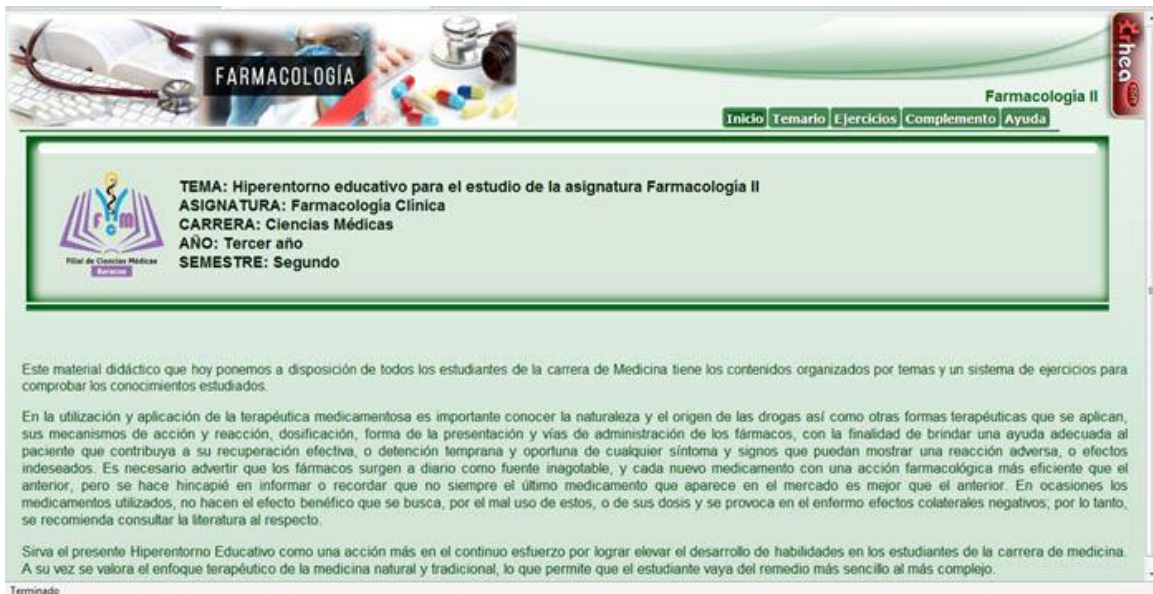 FARMACOLOGÍA
Farmacologia II
Inicio Temario Ejercicios Complemento Ayuda
TEMA: Hiperentorno educativo para el estudio de la asignatura Farmacología II
ASIGNATURA: Farmacología Clínica
CARRERA: Ciencias Médicas
AÑO: Tercer año
SEMESTRE: Segundo
Filial de Ciencias Médicas
Baracoa
Este material didáctico que hoy ponemos a disposición de todos los estudiantes de la carrera de Medicina tiene los contenidos organizados por temas y un sistema de ejercicios para
comprobar los conocimientos estudiados.
En la utilización y aplicación de la terapéutica medicamentosa es importante conocer la naturaleza y el origen de las drogas así como otras formas terapéuticas que se aplican,
sus mecanismos de acción y reacción, dosificación, forma de la presentación y vías de administración de los fármacos, con la finalidad de brindar una ayuda adecuada al
paciente que contribuya a su recuperación efectiva, o detención temprana y oportuna de cualquier síntoma y signos que puedan mostrar una reacción adversa, o efectos
indeseados. Es necesario advertir que los fármacos surgen a diario como fuente inagotable, y cada nuevo medicamento con una acción farmacológica más eficiente que el
anterior, pero se hace hincapié en informar o recordar que no siempre el último medicamento que aparece en el mercado es mejor que el anterior. En ocasiones los
medicamentos utilizados, no hacen el efecto benéfico que se busca, por el mal uso de estos, o de sus dosis y se provoca en el enfermo efectos colaterales negativos; por lo tanto,
se recomienda consultar la literatura al respecto.
Sirva el presente Hiperentorno Educativo como una acción más en el continuo esfuerzo por lograr elevar el desarrollo de habilidades en los estudiantes de la carrera de medicina.
A su vez se valora el enfoque terapéutico de la medicina natural y tradicional, lo que permite que el estudiante vaya del remedio más sencillo al más complejo.
Terminado